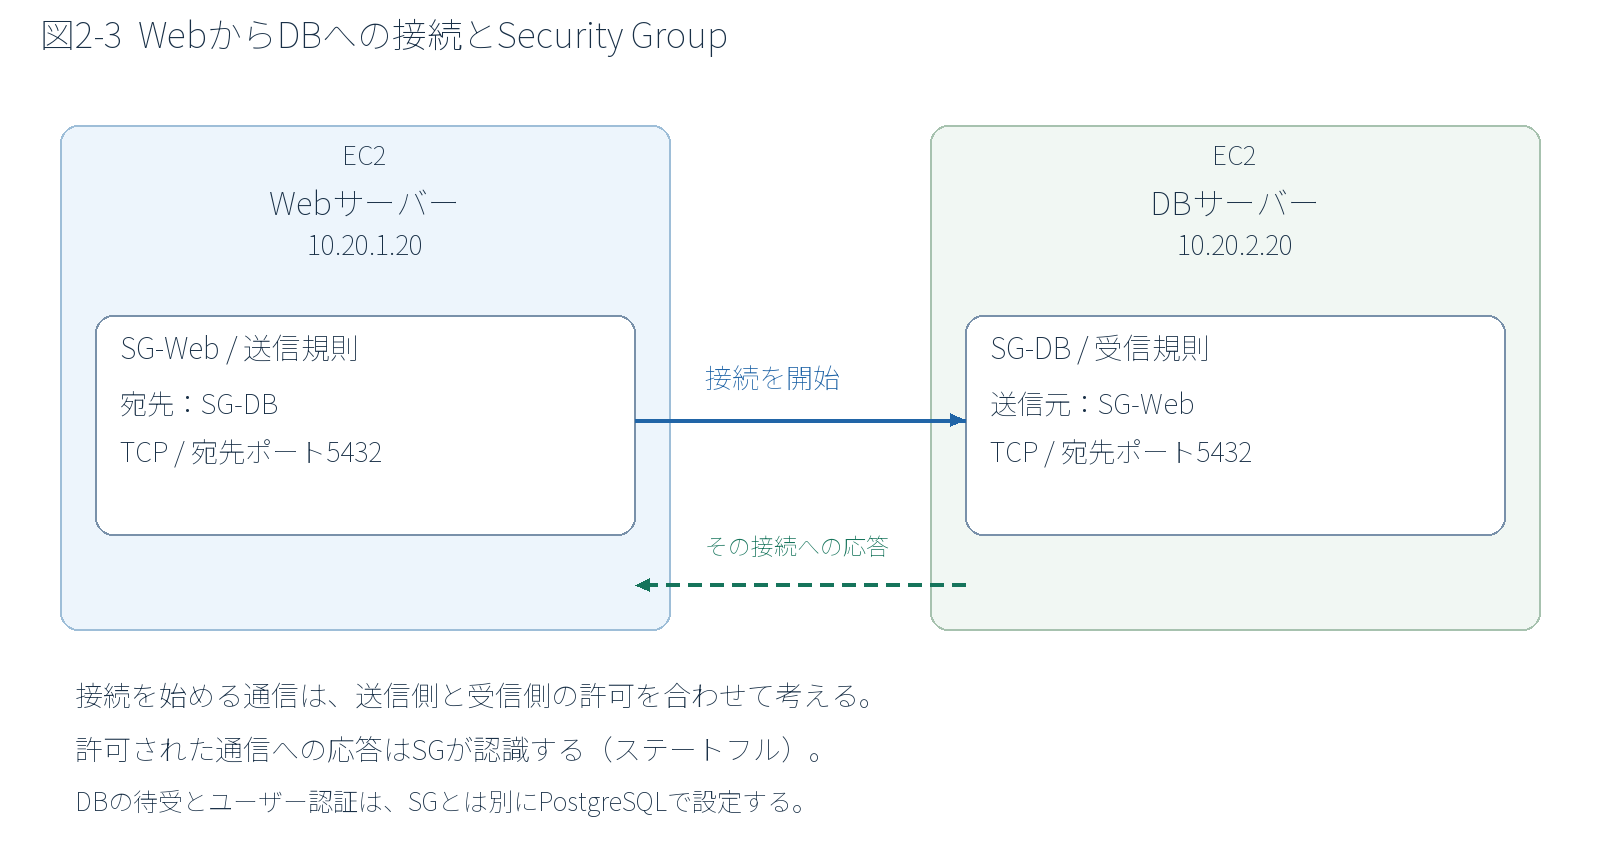 図2-3 WebからDBへの接続とSecurity Group
EC2
Webサーバー
10.20.1.20
SG-Web / 送信規則
宛先：SG-DB
TCP / 宛先ポート5432
接続を開始
その接続への応答
EC2
DBサーバー
10.20.2.20
SG-DB / 受信規則
送信元：SG-Web
TCP / 宛先ポート5432
接続を始める通信は、送信側と受信側の許可を合わせて考える。
許可された通信への応答はSGが認識する（ステートフル）。
DBの待受とユーザー認証は、SGとは別にPostgreSQLで設定する。